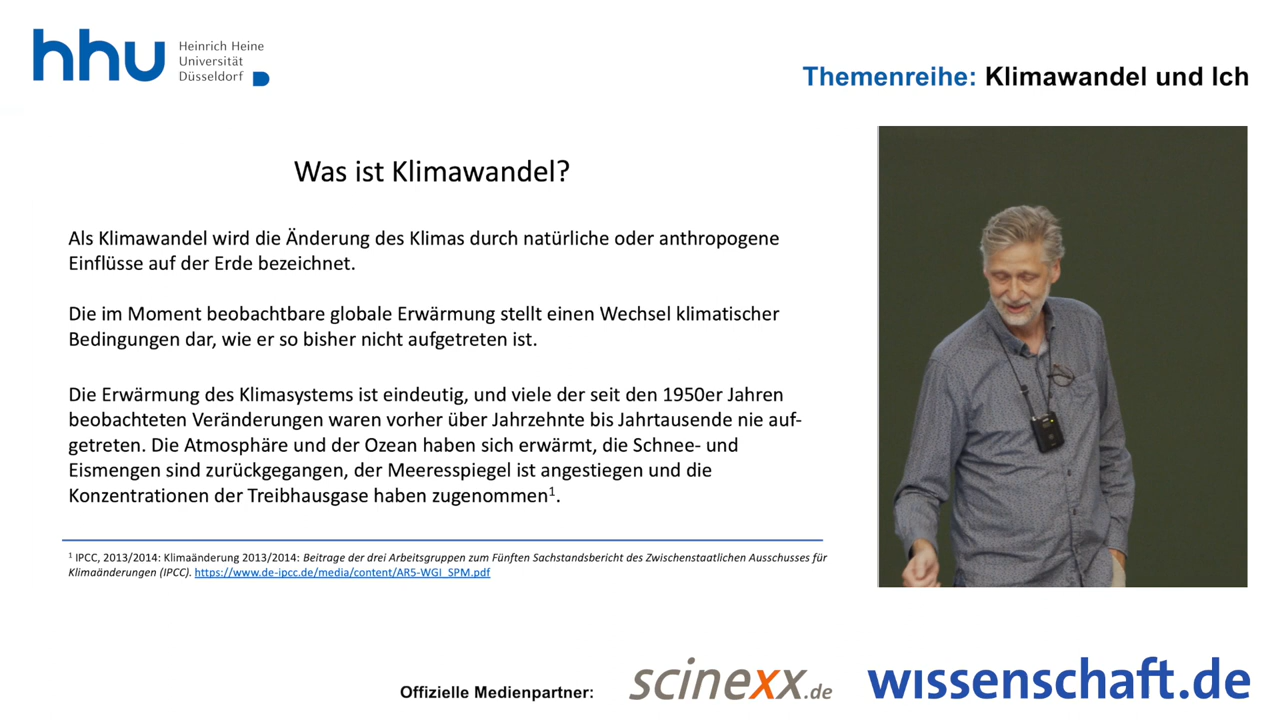 hhu Heinrich Heine
Universität
Düsseldorf
Themenreihe: Klimawandel und Ich
Was ist Klimawandel?
Als Klimawandel wird die Änderung des Klimas durch natürliche oder anthropogene
Einflüsse auf der Erde bezeichnet.
Die im Moment beobachtbare globale Erwärmung stellt einen Wechsel klimatischer
Bedingungen dar, wie er so bisher nicht aufgetreten ist.
Die Erwärmung des Klimasystems ist eindeutig, und viele der seit den 1950er Jahren
beobachteten Veränderungen waren vorher über Jahrzehnte bis Jahrtausende nie auf-
getreten. Die Atmosphäre und der Ozean haben sich erwärmt, die Schnee- und
Eismengen sind zurückgegangen, der Meeresspiegel ist angestiegen und die
Konzentrationen der Treibhausgase haben zugenommen¹.
¹ IPCC, 2013/2014: Klimaänderung 2013/2014: Beitrage der drei Arbeitsgruppen zum Fünften Sachstandsbericht des Zwischenstaatlichen Ausschusses für
Klimaänderungen (IPCC). https://www.de-ipcc.de/media/content/AR5-WGI_SPM.pdf
Offizielle Medienpartner: scinexx.de wissenschaft.de